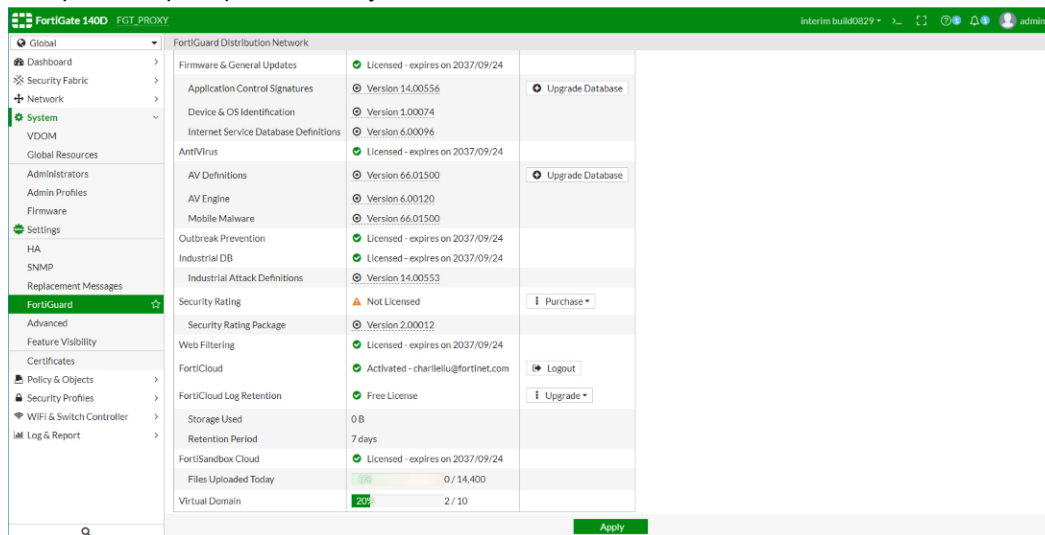 FortiGate 140D FGT_PROXY interim build0829 >_ 1 1 admin
Global
FortiGuard Distribution Network
Dashboard
Security Fabric
Network
System
VDOM
Global Resources
Administrators
Admin Profiles
Firmware
Settings
HA
SNMP
Replacement Messages
FortiGuard
Advanced
Feature Visibility
Certificates
Policy & Objects
Security Profiles
WiFi & Switch Controller
Log & Report
Firmware & General Updates Licensed - expires on 2037/09/24
Application Control Signatures Version 14.00556 Upgrade Database
Device & OS Identification Version 1.00074
Internet Service Database Definitions Version 6.00096
AntiVirus Licensed - expires on 2037/09/24
AV Definitions Version 66.01500 Upgrade Database
AV Engine Version 6.00120
Mobile Malware Version 66.01500
Outbreak Prevention Licensed - expires on 2037/09/24
Industrial DB Licensed - expires on 2037/09/24
Industrial Attack Definitions Version 14.00553
Security Rating Not Licensed Purchase
Security Rating Package Version 2.00012
Web Filtering Licensed - expires on 2037/09/24
FortiCloud Activated - charlieliu@fortinet.com Logout
FortiCloud Log Retention Free License Upgrade
Storage Used 0 B
Retention Period 7 days
FortiSandbox Cloud Licensed - expires on 2037/09/24
Files Uploaded Today 0 / 14,400
Virtual Domain 20% 2 / 10
Apply